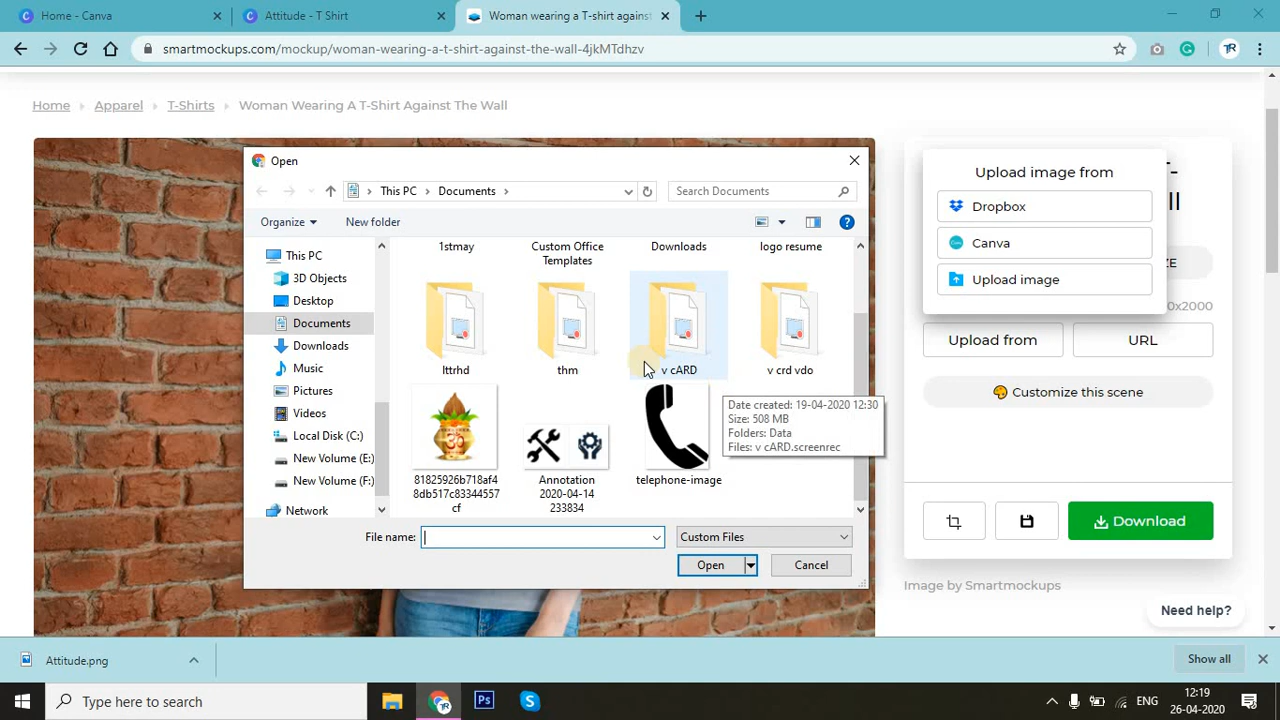 Home - Canva
Attitude - T Shirt
Woman wearing a T-shirt against
smartmockups.com/mockup/woman-wearing-a-t-shirt-against-the-wall-4jkMTdhzv
Home
Apparel
T-Shirts
Woman Wearing A T-Shirt Against The Wall
Open
This PC
Documents
Search Documents
Organize
New folder
This PC
3D Objects
Desktop
Documents
Downloads
Music
Pictures
Videos
Local Disk (C:)
New Volume (E:)
New Volume (F:)
Network
1stmay
Custom Office
Templates
Downloads
logo resume
lttrhd
thm
v cARD
v crd vdo
81825926b718af4
8db517c83344557
cf
Annotation
2020-04-14
233834
telephone-image
Date created: 19-04-2020 12:30
Size: 508 MB
Folders: Data
Files: v cARD.screenrec
File name:
Custom Files
Open
Cancel
Upload image from
Dropbox
Canva
Upload image
Upload from
URL
Customize this scene
Download
Image by Smartmockups
Need help?
Attitude.png
Show all
Type here to search
Ps
ENG
12:19
26-04-2020